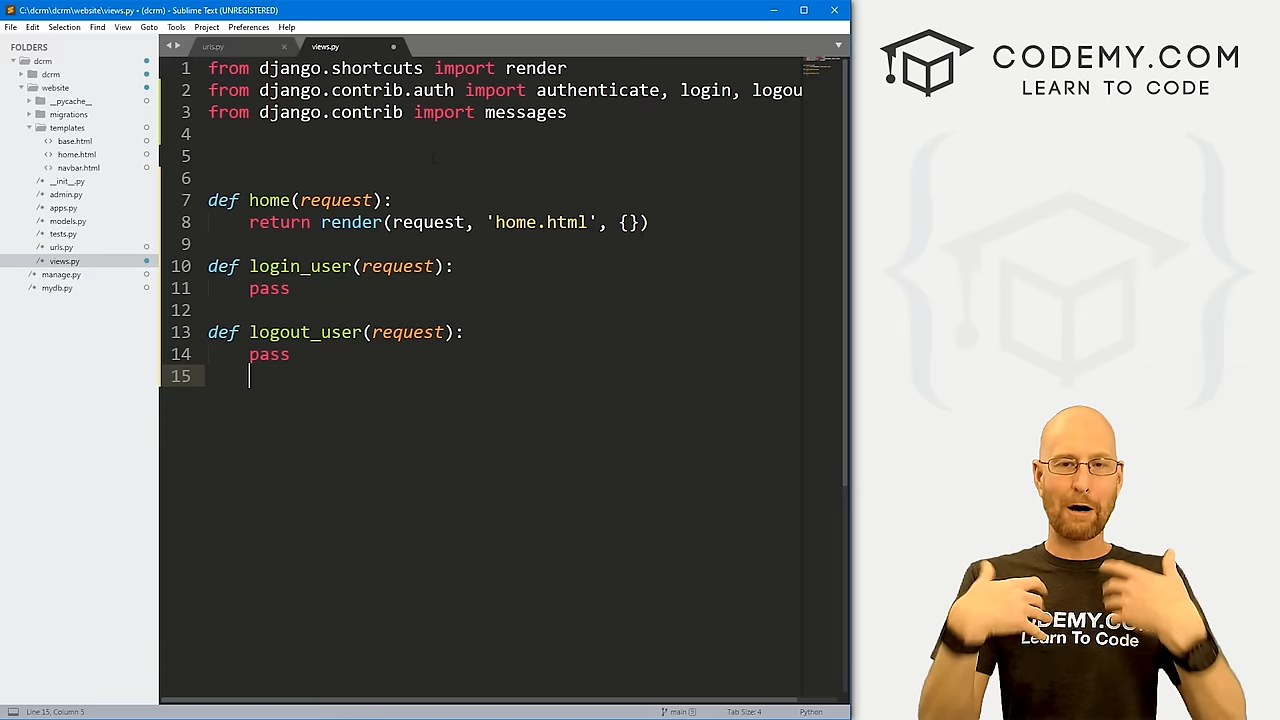 C:\dcrm\dcrm\website\views.py • (dcrm) - Sublime Text (UNREGISTERED)
File Edit Selection Find View Goto Tools Project Preferences Help
FOLDERS
dcrm
dcrm
website
__pycache__
migrations
templates
base.html
home.html
navbar.html
__init__.py
admin.py
apps.py
models.py
tests.py
urls.py
views.py
manage.py
mydb.py
urls.py
views.py
1 from django.shortcuts import render
2 from django.contrib.auth import authenticate, login, logou
3 from django.contrib import messages
4
5
6
7 def home(request):
8 return render(request, 'home.html', {})
9
10 def login_user(request):
11 pass
12
13 def logout_user(request):
14 pass
15
Line 15, Column 5
main 3
Tab Size: 4
Python
CODEMY.COM
LEARN TO CODE
Learn To Code